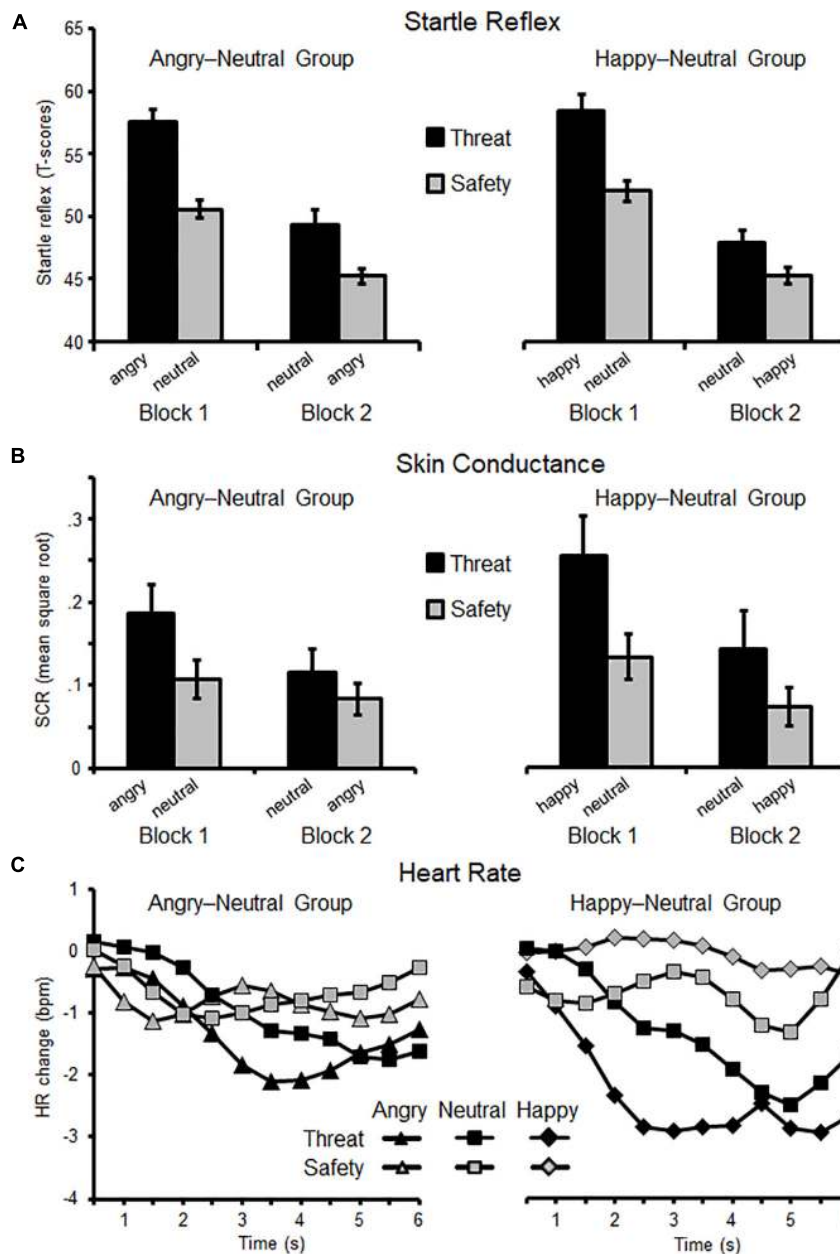 A
Startle Reflex
Angry–Neutral Group
Happy–Neutral Group
Startle reflex (T-scores)
65
60
55
50
45
40
Threat
Safety
angry neutral neutral angry
Block 1 Block 2
happy neutral neutral happy
Block 1 Block 2
B
Skin Conductance
Angry–Neutral Group
Happy–Neutral Group
SCR (mean square root)
.3
.2
.1
0
Threat
Safety
angry neutral neutral angry
Block 1 Block 2
happy neutral neutral happy
Block 1 Block 2
C
Heart Rate
Angry–Neutral Group
Happy–Neutral Group
HR change (bpm)
1
0
-1
-2
-3
-4
Angry Neutral Happy
Threat
Safety
1 2 3 4 5 6
Time (s)
1 2 3 4 5
Time (s)